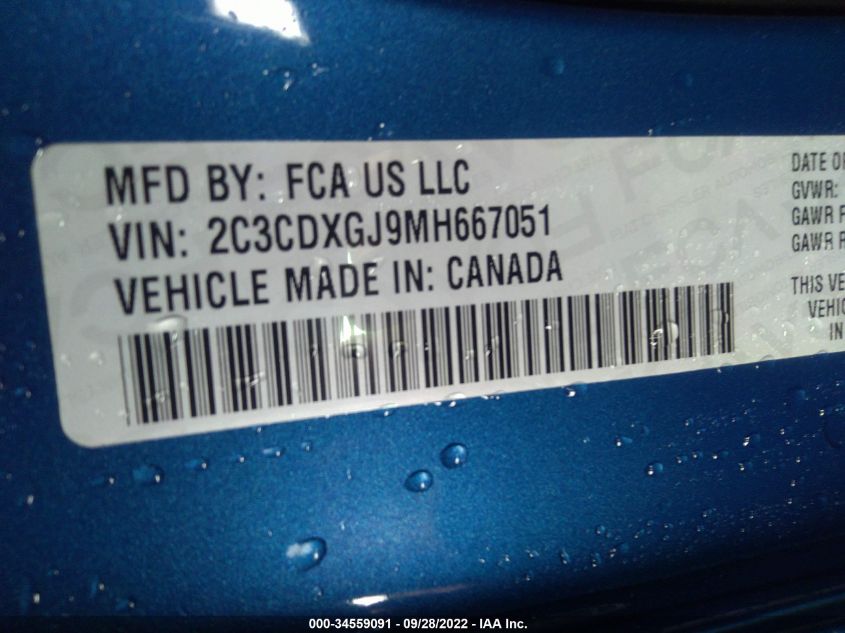 MFD BY: FCA US LLC
VIN: 2C3CDXGJ9MH667051
VEHICLE MADE IN: CANADA
DATE OF
GVWR:
GAWR F
GAWR R
THIS VE
VEHIC
IN
000-34559091 - 09/28/2022 - IAA Inc.